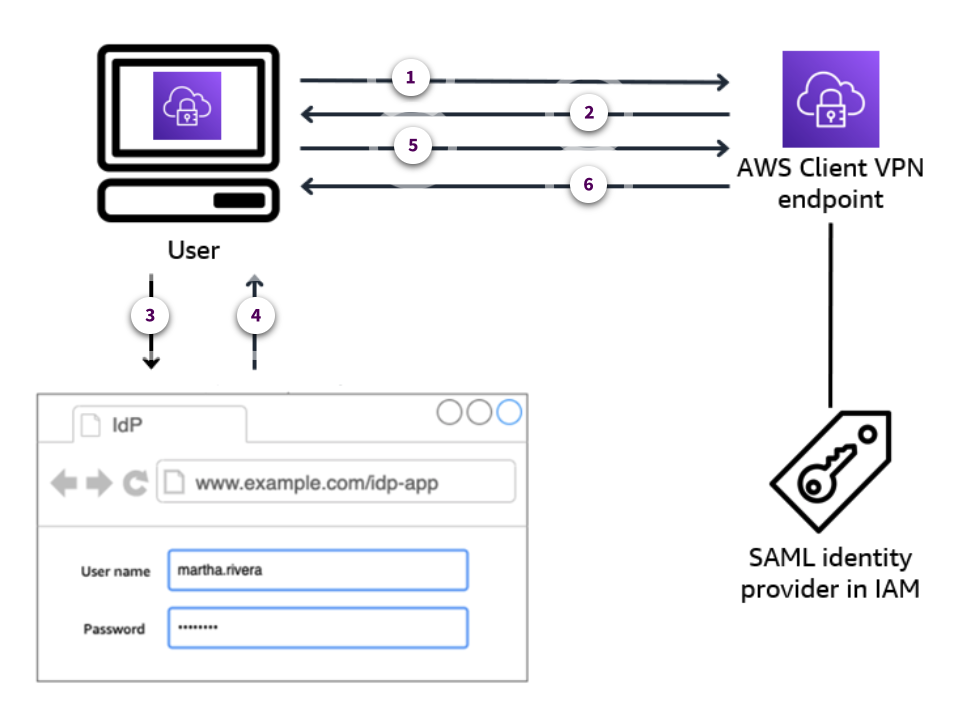 1
2
5
6
AWS Client VPN
endpoint
User
3
4
IdP
www.example.com/idp-app
User name
martha.rivera
Password
········
SAML identity
provider in IAM